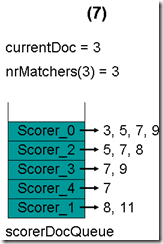 (7)
currentDoc = 3
nrMatchers(3) = 3
Scorer_0 3, 5, 7, 9
Scorer_2 5, 7, 8
Scorer_3 7, 9
Scorer_4 7
Scorer_1 8, 11
scorerDocQueue